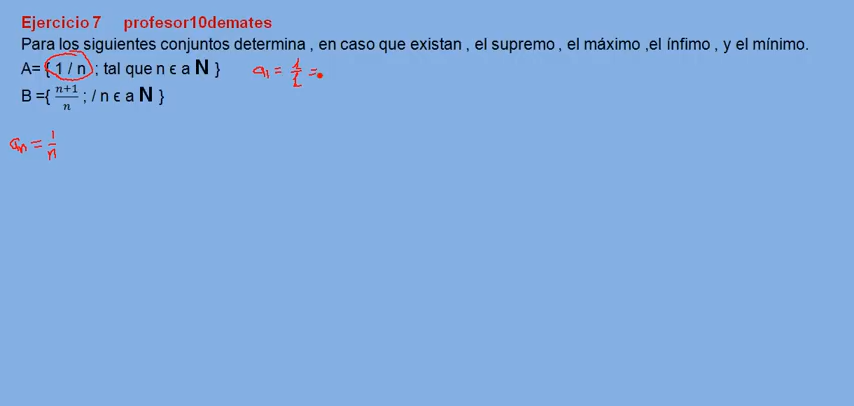 Ejercicio 7 profesor10demates
Para los siguientes conjuntos determina , en caso que existan , el supremo , el máximo ,el ínfimo , y el mínimo.
A= { 1 / n ; tal que n ϵ a N } a₁ = 1/1 =
B ={ n+1/n ; / n ϵ a N }
aₙ = 1/n